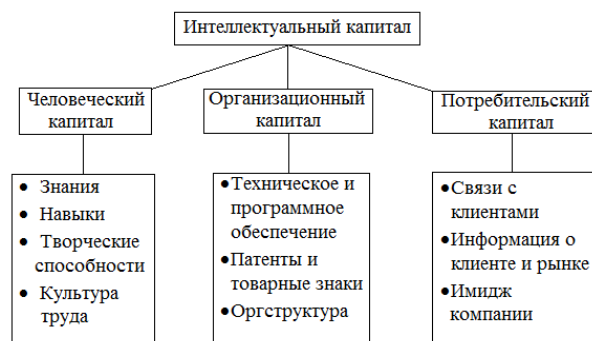 Интеллектуальный капитал
Человеческий
капитал
Организационный
капитал
Потребительский
капитал
• Знания
• Навыки
• Творческие
способности
• Культура
труда
•Техническое и
программное
обеспечение
•Патенты и
товарные знаки
•Оргструктура
•Связи с
клиентами
•Информация о
клиенте и рынке
•Имидж
компании